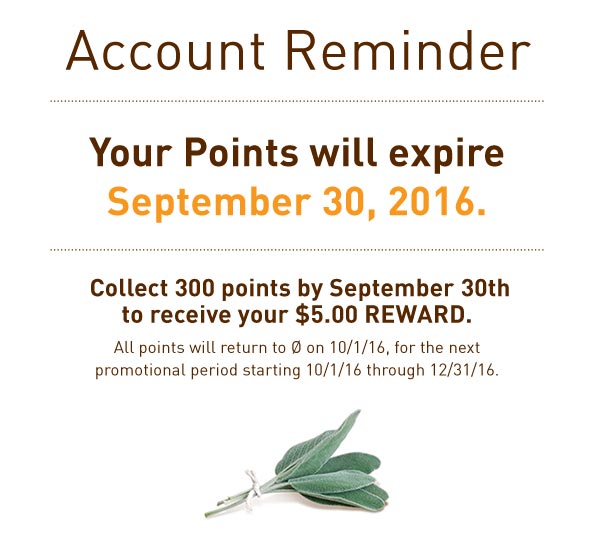 Account Reminder
Your Points will expire
September 30, 2016.
Collect 300 points by September 30th
to receive your $5.00 REWARD.
All points will return to Ø on 10/1/16, for the next
promotional period starting 10/1/16 through 12/31/16.